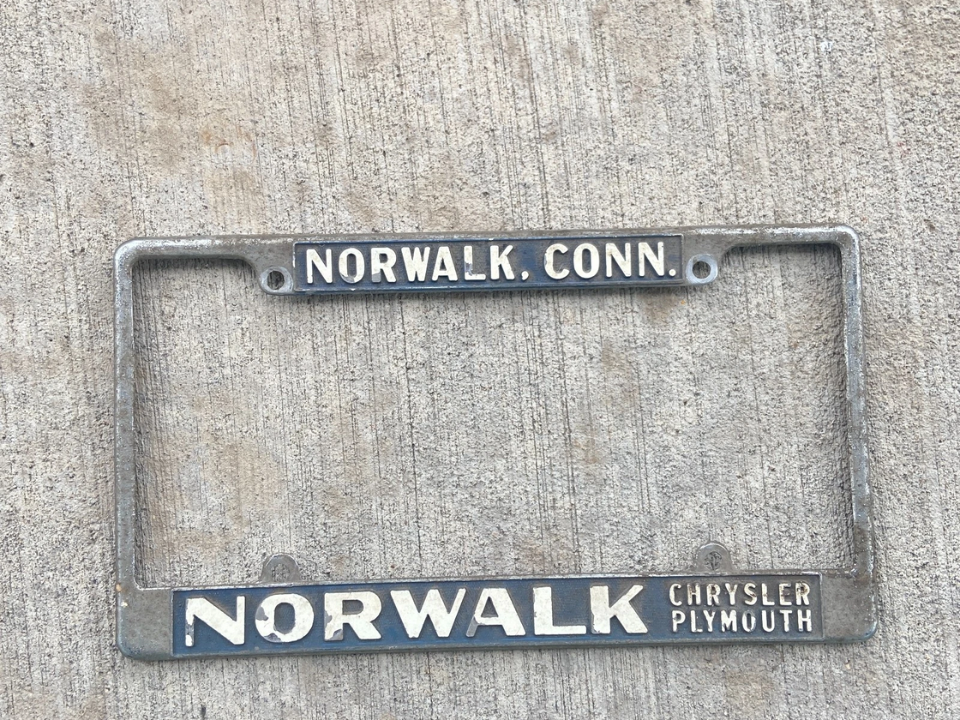 NORWALK, CONN.
NORWALK
CHRYSLER
PLYMOUTH